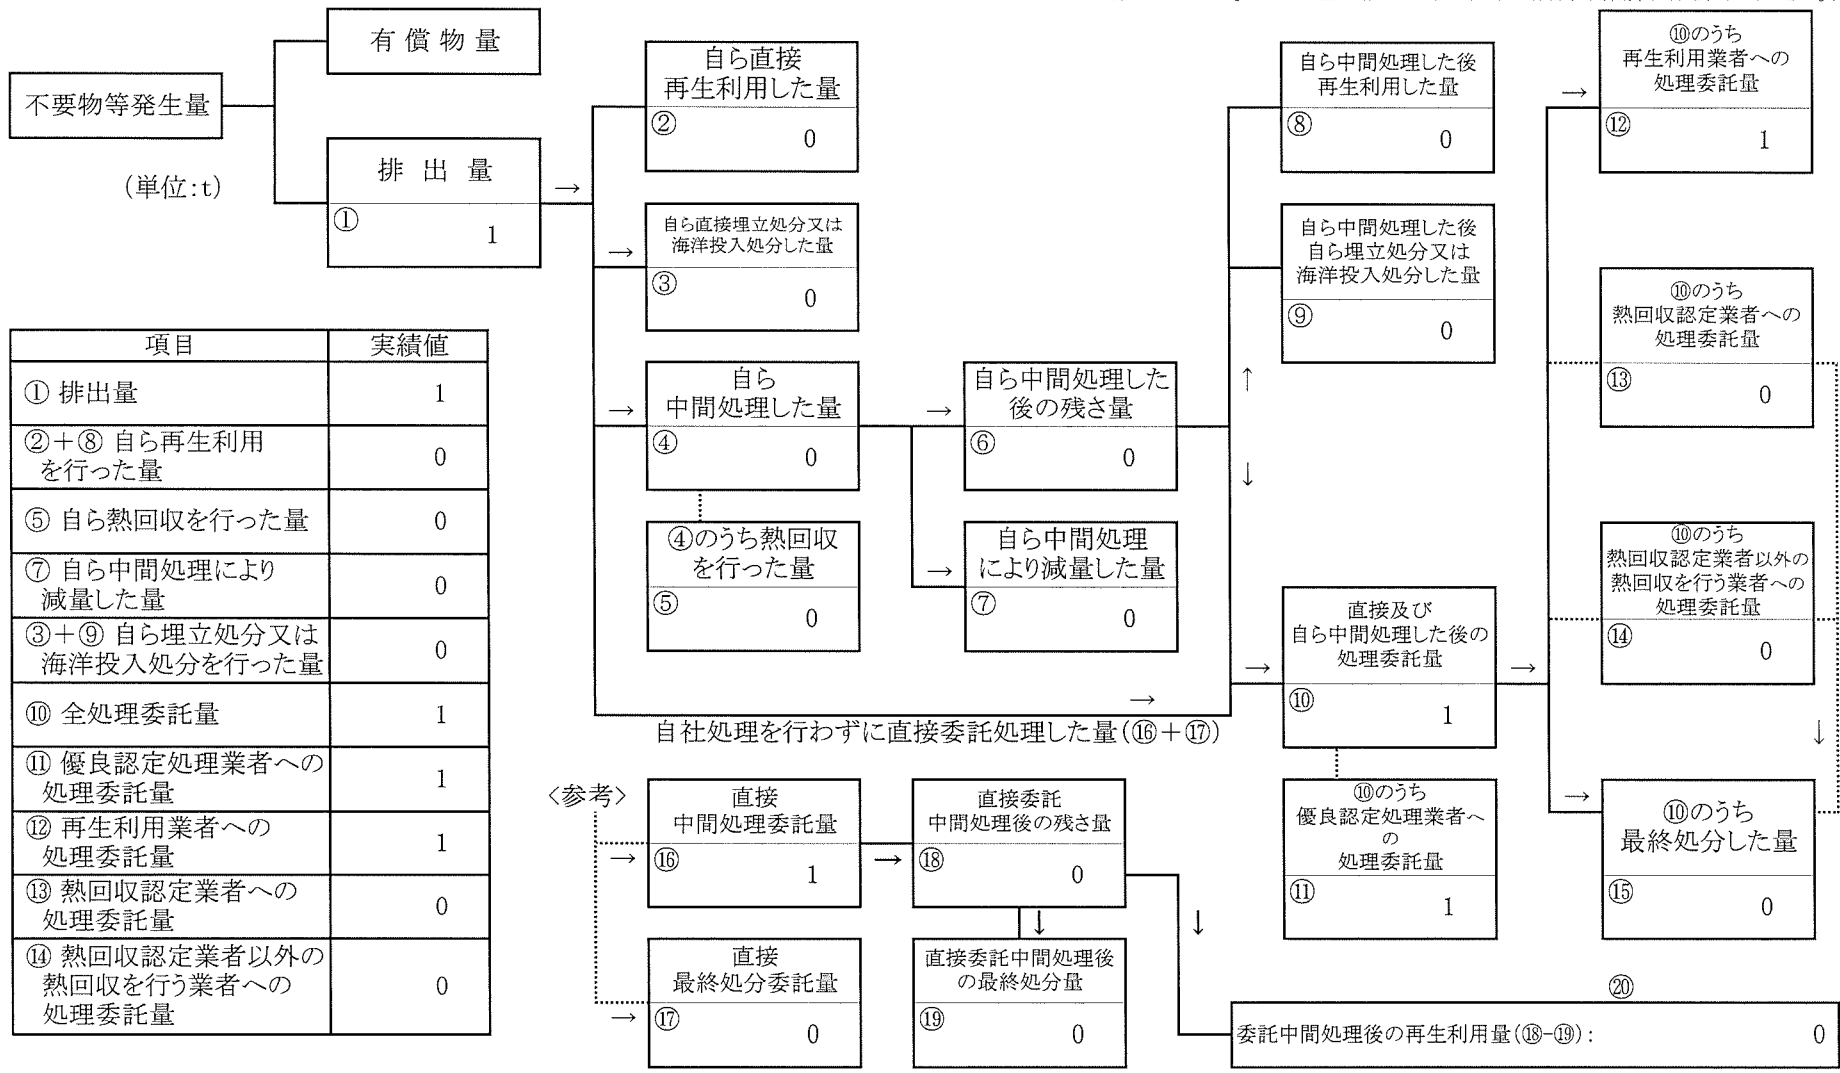 有償物量
不要物等発生量
(単位:t)
排出量
→
①
1
自ら直接
再生利用した量
②
0
→
自ら直接埋立処分又は
海洋投入処分した量
③
0
→
自ら
中間処理した量
④
0
④のうち熱回収
を行った量
⑤
0
→
自ら中間処理した
後の残さ量
⑥
0
→
自ら中間処理
により減量した量
⑦
0
自ら中間処理した後
再生利用した量
⑧
0
自ら中間処理した後
自ら埋立処分又は
海洋投入処分した量
⑨
0
↑
↓
→
自社処理を行わずに直接委託処理した量(⑯+⑰)
→
直接及び
自ら中間処理した後の
処理委託量
⑩
1
→
⑩のうち
優良認定処理業者へ
の
処理委託量
⑪
1
→
⑩のうち
再生利用業者への
処理委託量
⑫
1
⑩のうち
熱回収認定業者への
処理委託量
⑬
0
⑩のうち
熱回収認定業者以外の
熱回収を行う業者への
処理委託量
⑭
0
↓
→
⑩のうち
最終処分した量
⑮
0
項目 実績値
① 排出量 1
②+⑧ 自ら再生利用
を行った量 0
⑤ 自ら熱回収を行った量 0
⑦ 自ら中間処理により
減量した量 0
③+⑨ 自ら埋立処分又は
海洋投入処分を行った量 0
⑩ 全処理委託量 1
⑪ 優良認定処理業者への
処理委託量 1
⑫ 再生利用業者への
処理委託量 1
⑬ 熱回収認定業者への
処理委託量 0
⑭ 熱回収認定業者以外の
熱回収を行う業者への
処理委託量 0
<参考>
→
直接
中間処理委託量
⑯
1
→
直接
最終処分委託量
⑰
0
→
直接委託
中間処理後の残さ量
⑱
0
↓
直接委託中間処理後
の最終処分量
⑲
0
↓
⑳
委託中間処理後の再生利用量(⑱-⑲): 0